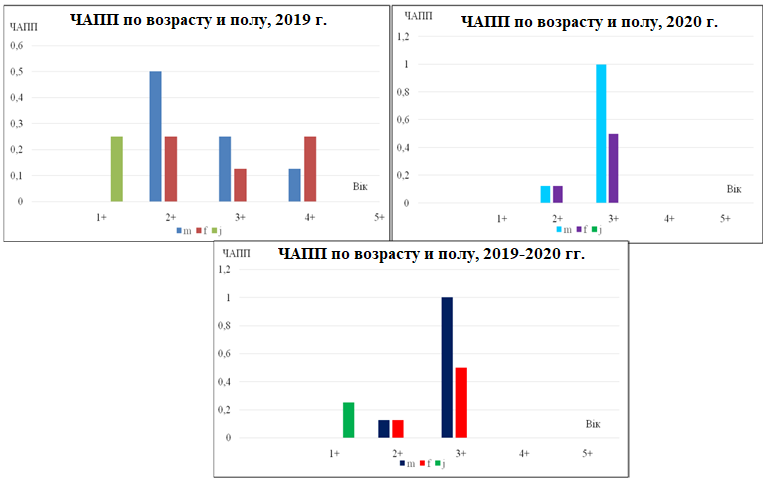 ЧАПП по возрасту и полу, 2019 г.
ЧАПП
0,6
0,5
0,4
0,3
0,2
0,1
0
Вік
1+ 2+ 3+ 4+ 5+
m f j
ЧАПП по возрасту и полу, 2020 г.
ЧАПП
1,2
1
0,8
0,6
0,4
0,2
0
Вік
1+ 2+ 3+ 4+ 5+
m f j
ЧАПП по возрасту и полу, 2019-2020 гг.
ЧАПП
1,2
1
0,8
0,6
0,4
0,2
0
Вік
1+ 2+ 3+ 4+ 5+
m f j